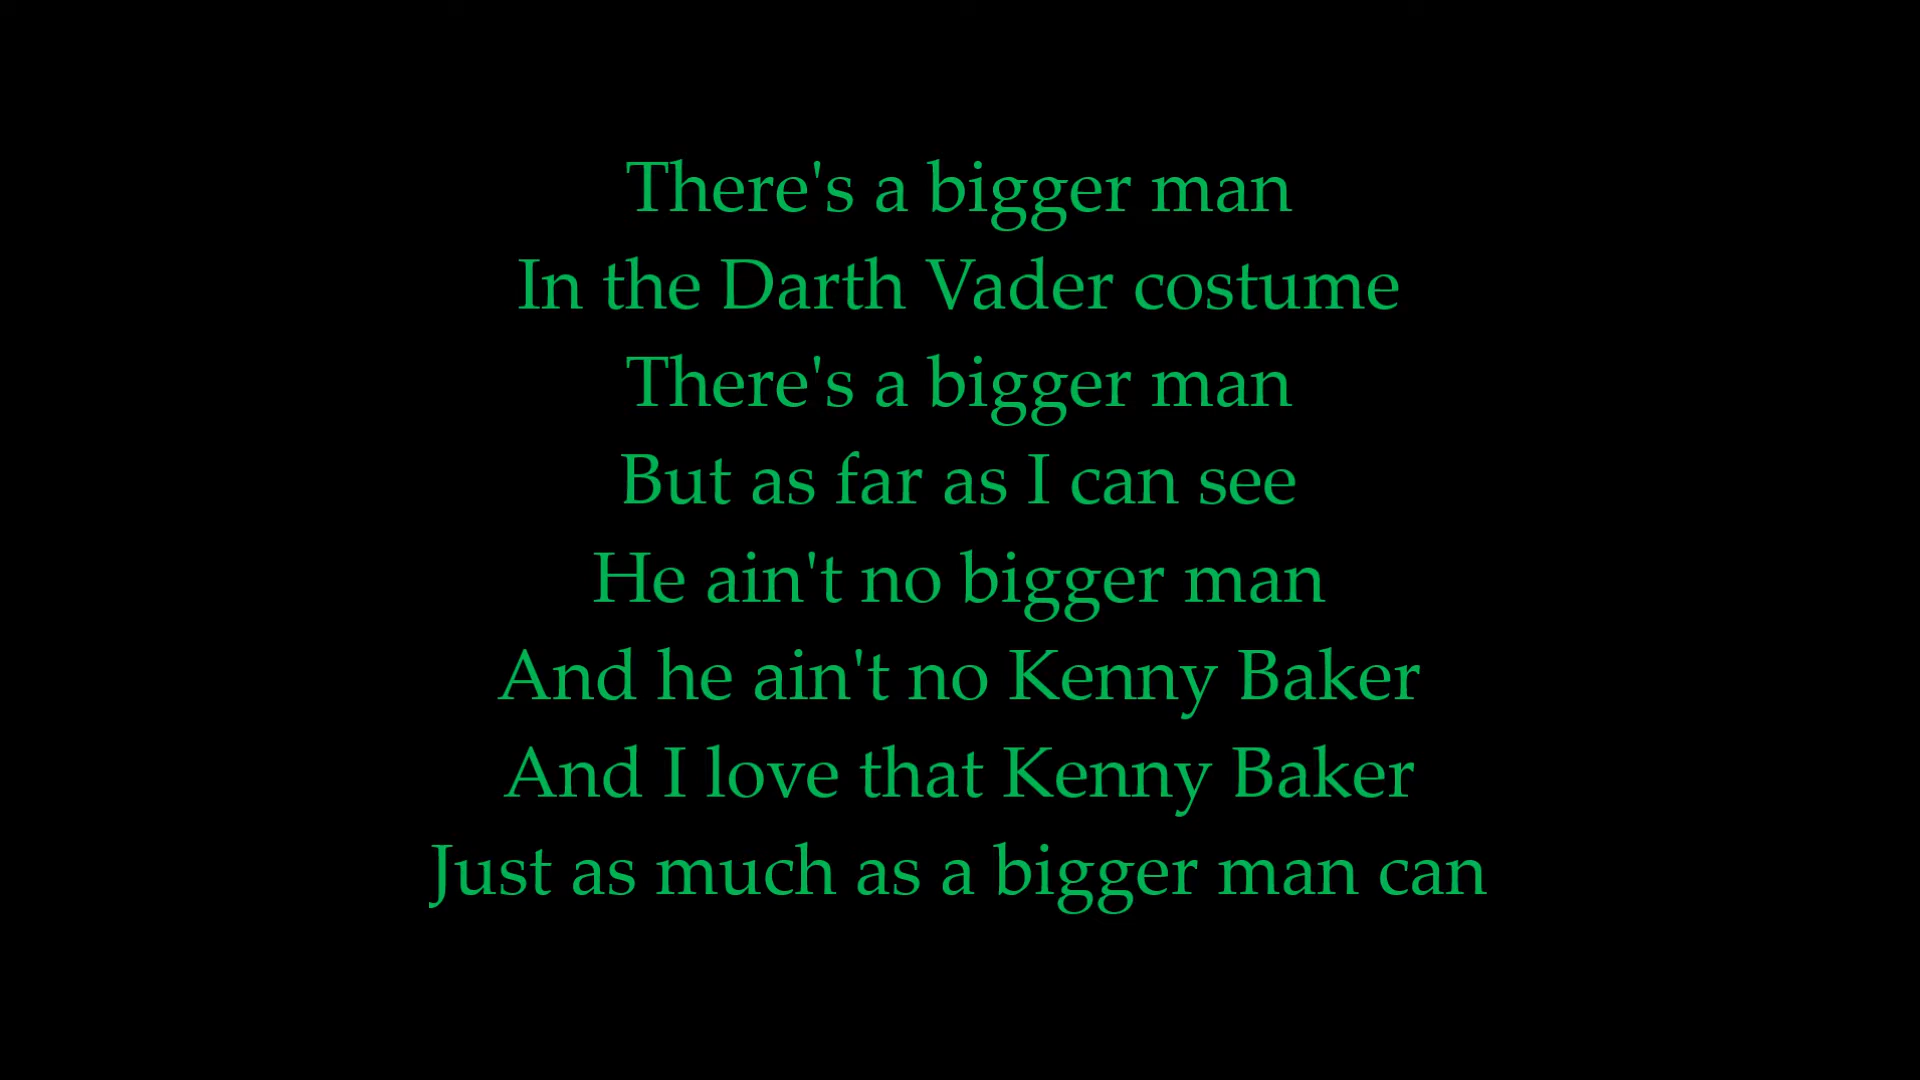 There's a bigger man
In the Darth Vader costume
There's a bigger man
But as far as I can see
He ain't no bigger man
And he ain't no Kenny Baker
And I love that Kenny Baker
Just as much as a bigger man can